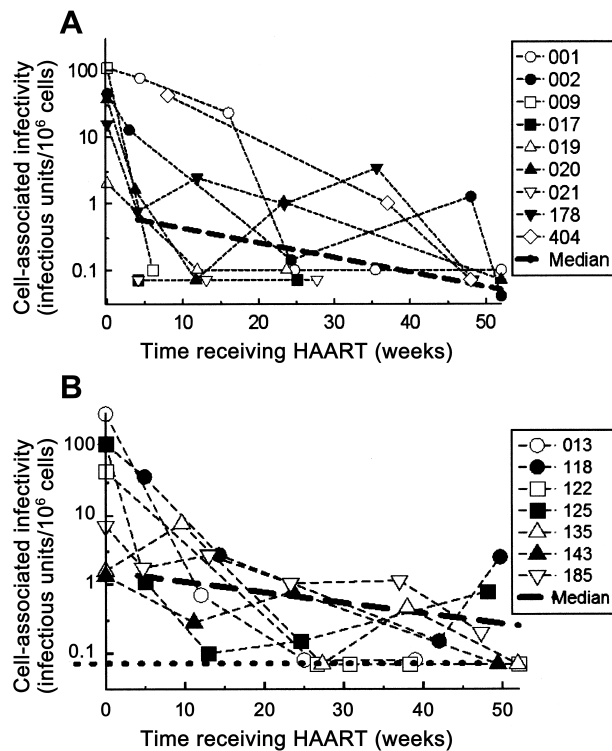 A
Cell-associated infectivity
(infectious units/10⁶ cells)
100
10
1
0.1
0 10 20 30 40 50
Time receiving HAART (weeks)
001
002
009
017
019
020
021
178
404
Median
B
Cell-associated infectivity
(infectious units/10⁶ cells)
100
10
1
0.1
0 10 20 30 40 50
Time receiving HAART (weeks)
013
118
122
125
135
143
185
Median